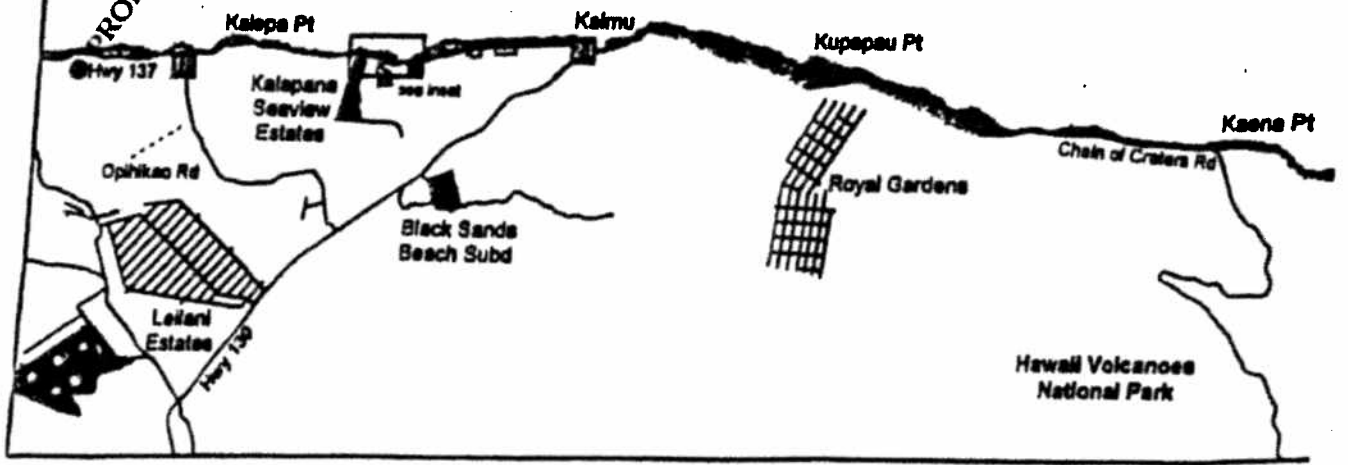 Kalepa Pt
Kaimu
Kupapau Pt
Hwy 137
Kalapana
Seaview
Estates
see inset
Kaena Pt
Chain of Craters Rd
Opihikao Rd
Royal Gardens
Black Sands
Beach Subd
Leilani
Estates
Hwy 130
Hawaii Volcanoes
National Park